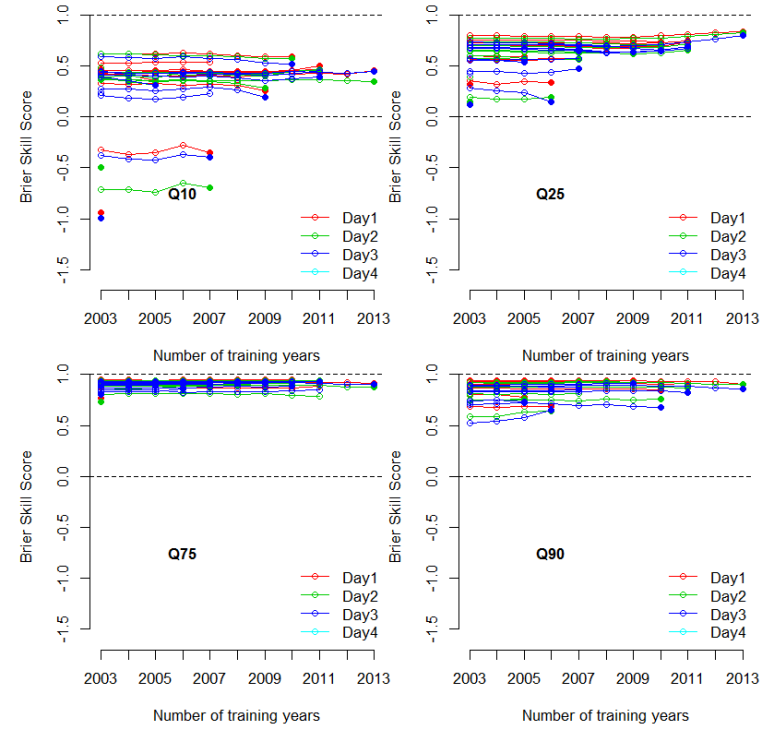 1.0
0.5
0.0
-0.5
-1.0
-1.5
Brier Skill Score
Q10
Day1
Day2
Day3
Day4
2003 2005 2007 2009 2011 2013
Number of training years
1.0
0.5
0.0
-0.5
-1.0
-1.5
Brier Skill Score
Q25
Day1
Day2
Day3
Day4
2003 2005 2007 2009 2011 2013
Number of training years
1.0
0.5
0.0
-0.5
-1.0
-1.5
Brier Skill Score
Q75
Day1
Day2
Day3
Day4
2003 2005 2007 2009 2011 2013
Number of training years
1.0
0.5
0.0
-0.5
-1.0
-1.5
Brier Skill Score
Q90
Day1
Day2
Day3
Day4
2003 2005 2007 2009 2011 2013
Number of training years